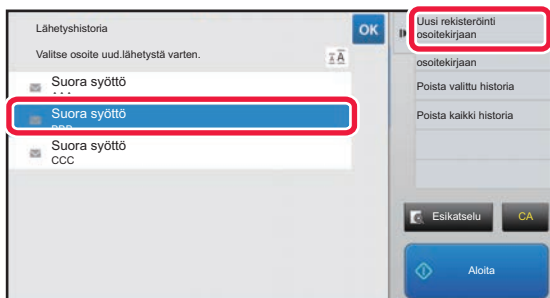 Lähetyshistoria
OK
Valitse osoite uud.lähetystä varten.
Suora syöttö
Suora syöttö
Suora syöttö
CCC
Uusi rekisteröinti
osoitekirjaan
osoitekirjaan
Poista valittu historia
Poista kaikki historia
Esikatselu
CA
Aloita